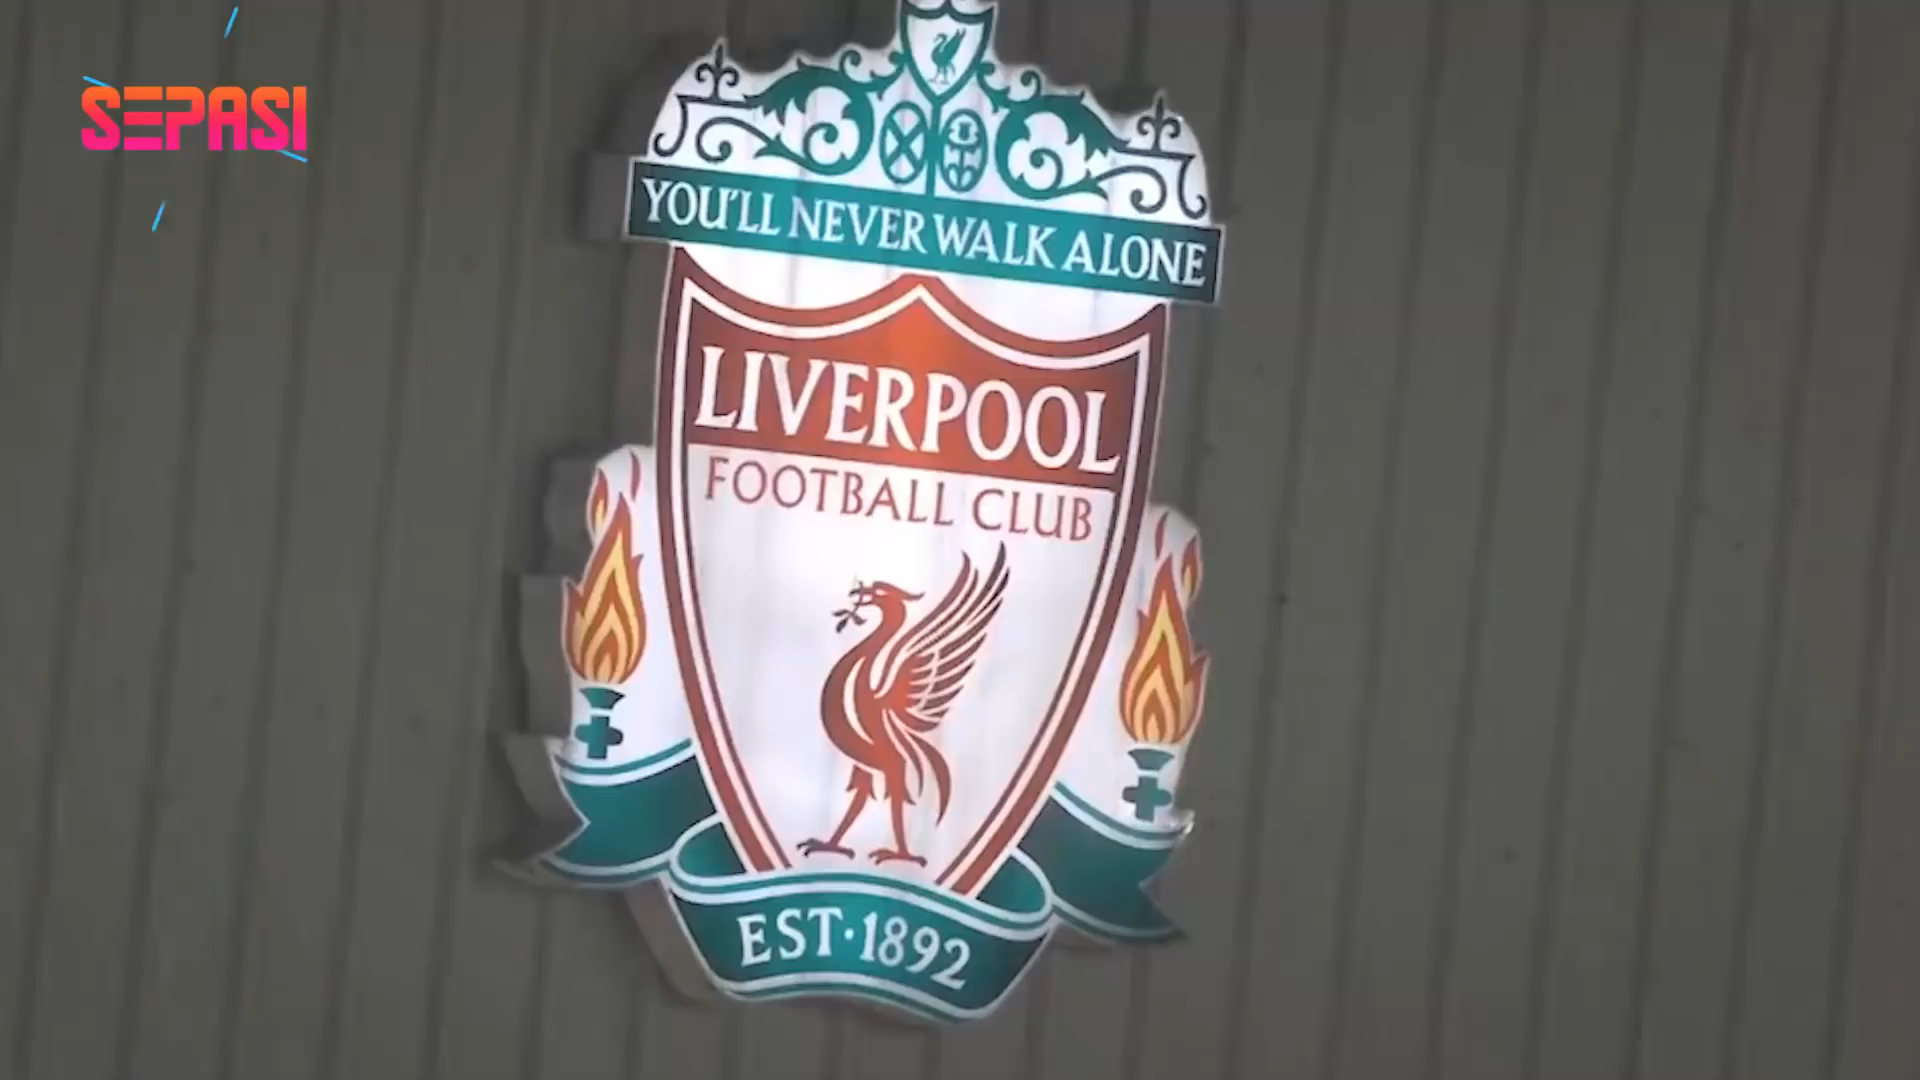 SEPASI
YOU'LL NEVER WALK ALONE
LIVERPOOL
FOOTBALL CLUB
EST·1892